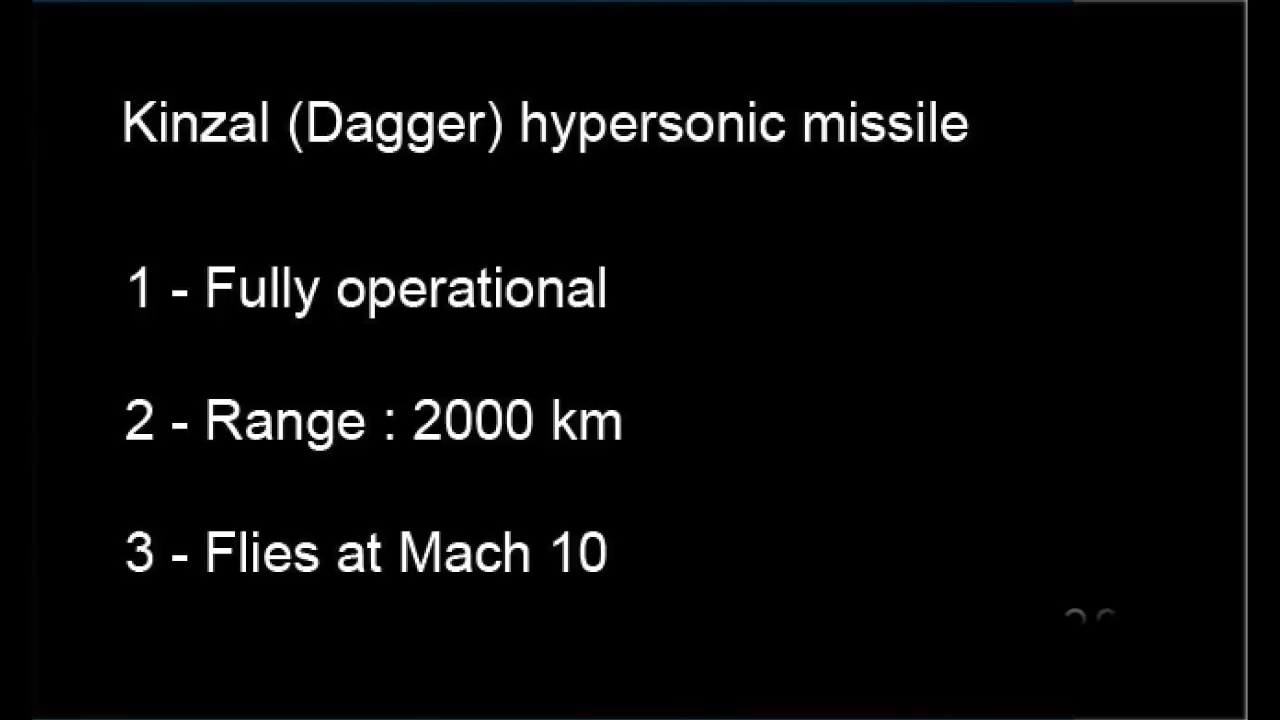 Kinzal (Dagger) hypersonic missile
1 - Fully operational
2 - Range : 2000 km
3 - Flies at Mach 10